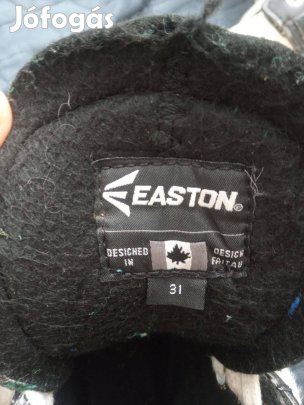 Jófogás
EASTON®
DESIGNED IN
DESIGN
31